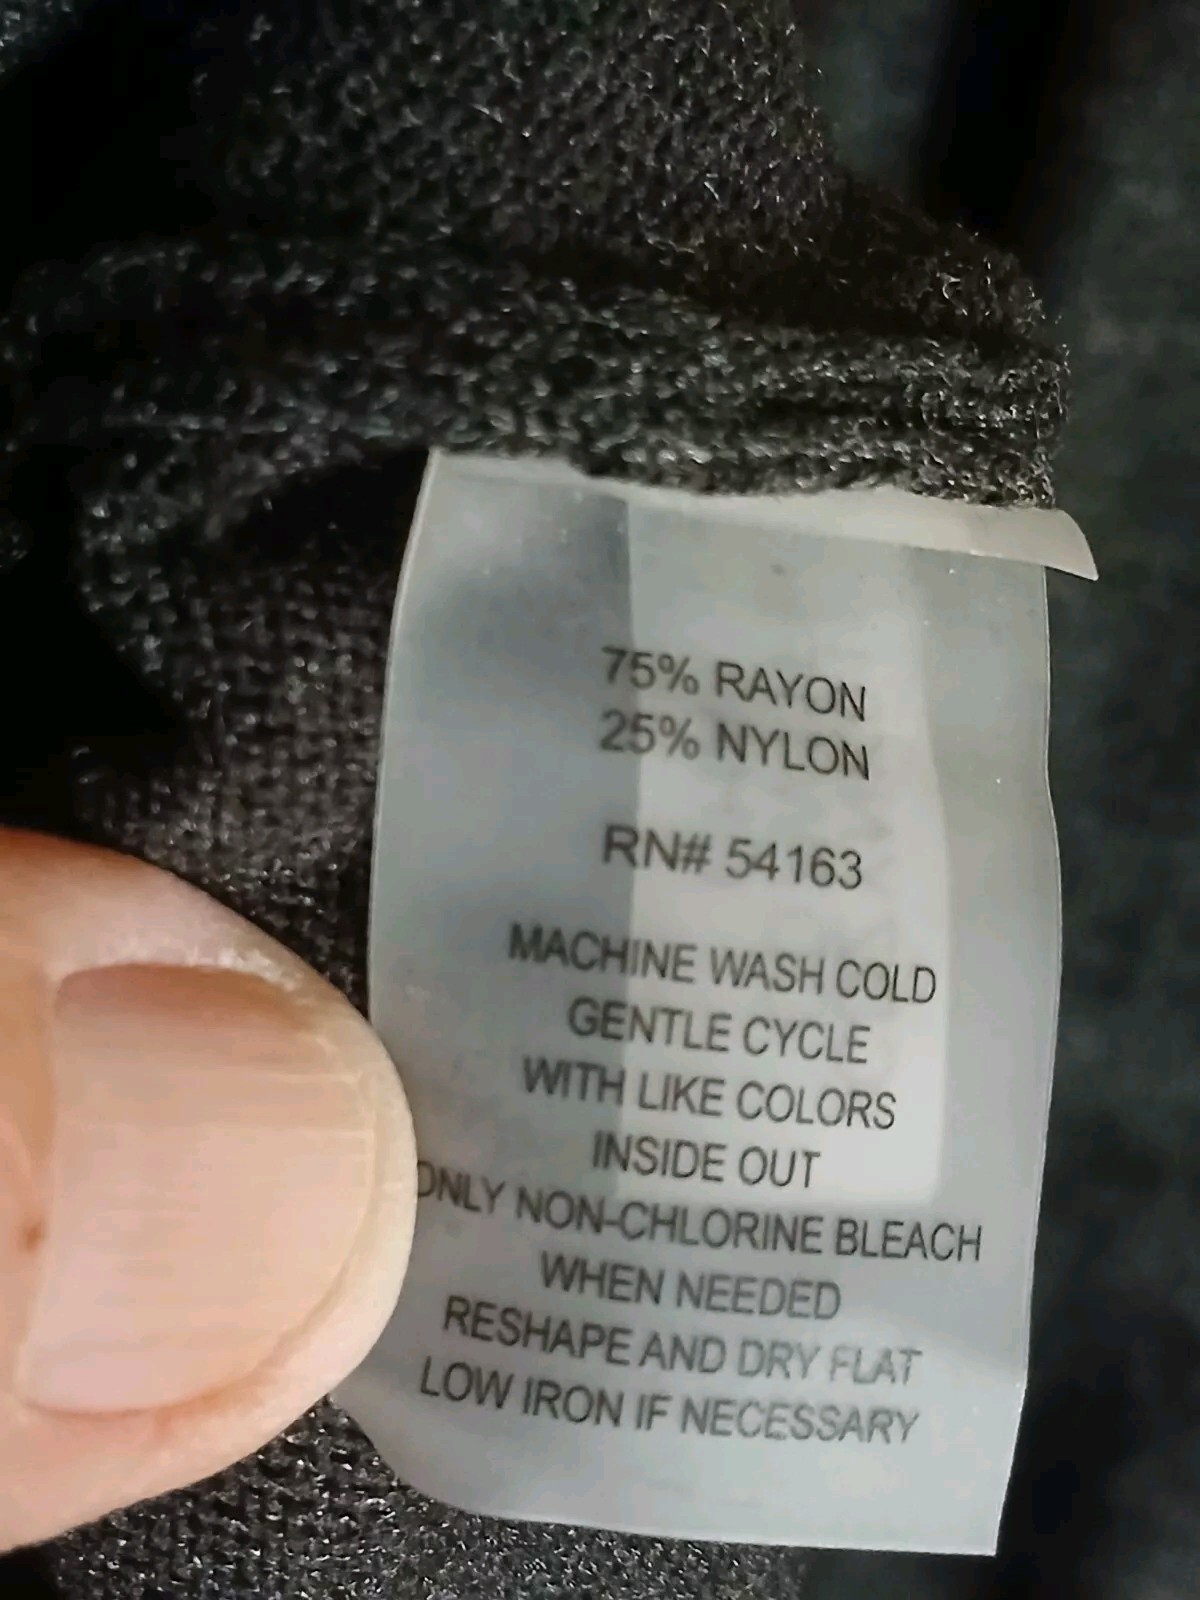 75% RAYON
25% NYLON
RN# 54163
MACHINE WASH COLD
GENTLE CYCLE
WITH LIKE COLORS
INSIDE OUT
ONLY NON-CHLORINE BLEACH
WHEN NEEDED
RESHAPE AND DRY FLAT
LOW IRON IF NECESSARY